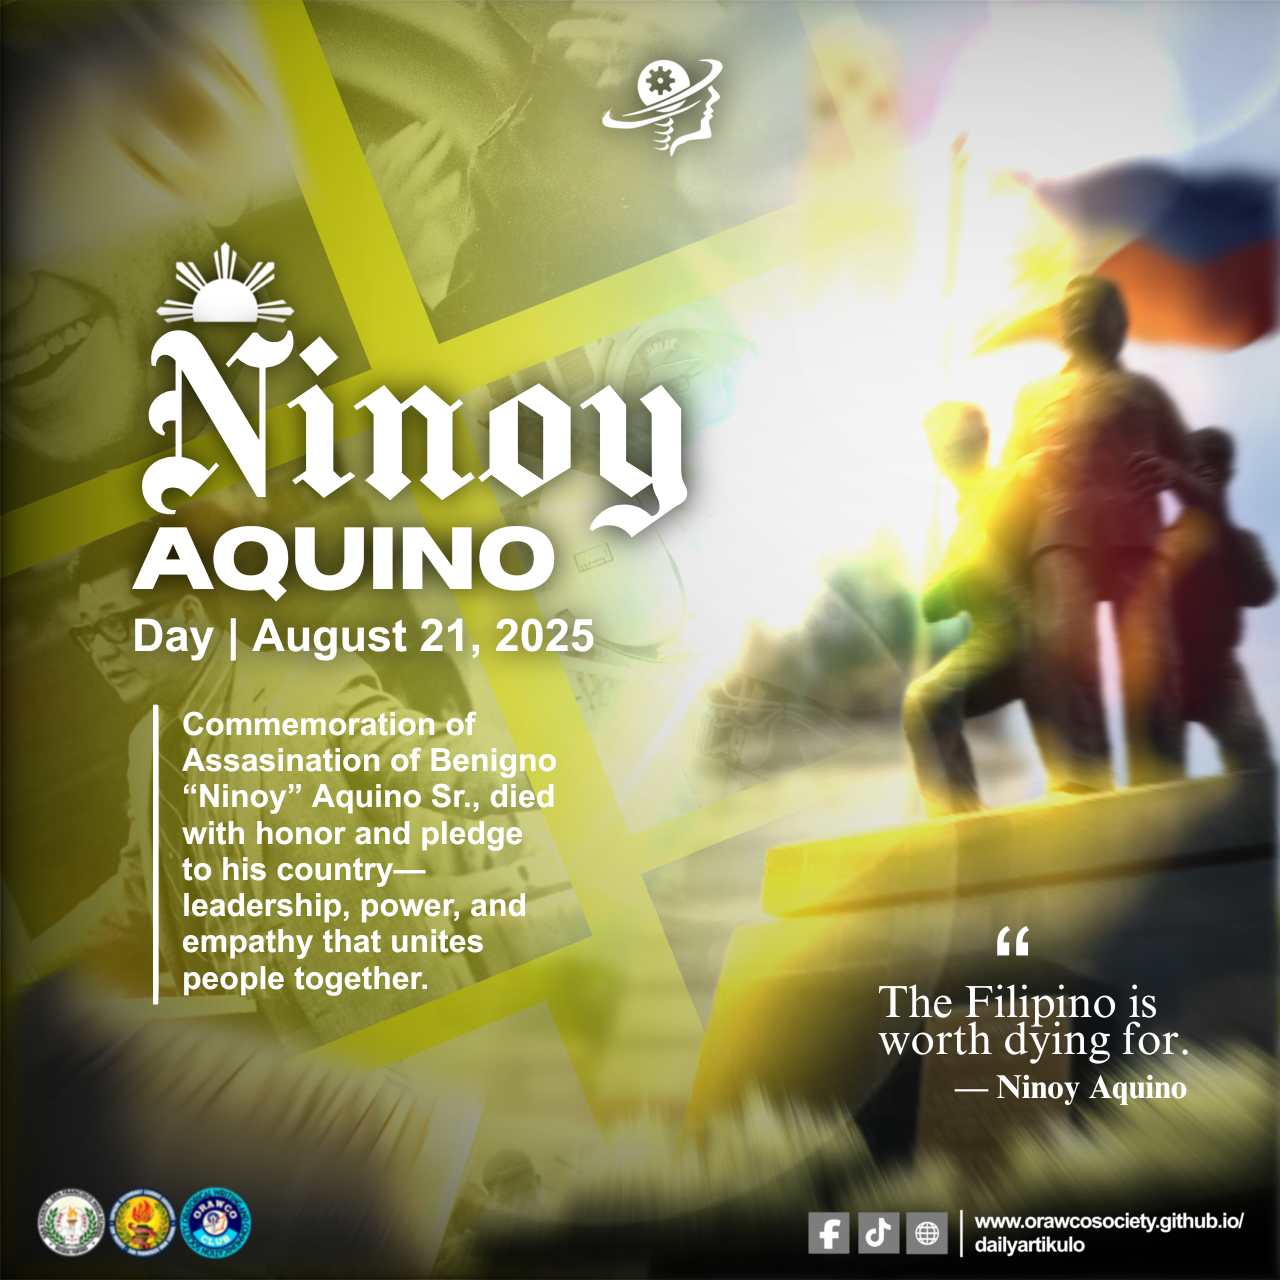 Ninoy
AQUINO
Day | August 21, 2025
Commemoration of
Assasination of Benigno
“Ninoy” Aquino Sr., died
with honor and pledge
to his country—
leadership, power, and
empathy that unites
people together.
“
The Filipino is
worth dying for.
— Ninoy Aquino
ORAWCO
CLUB
www.orawcosociety.github.io/
dailyartikulo